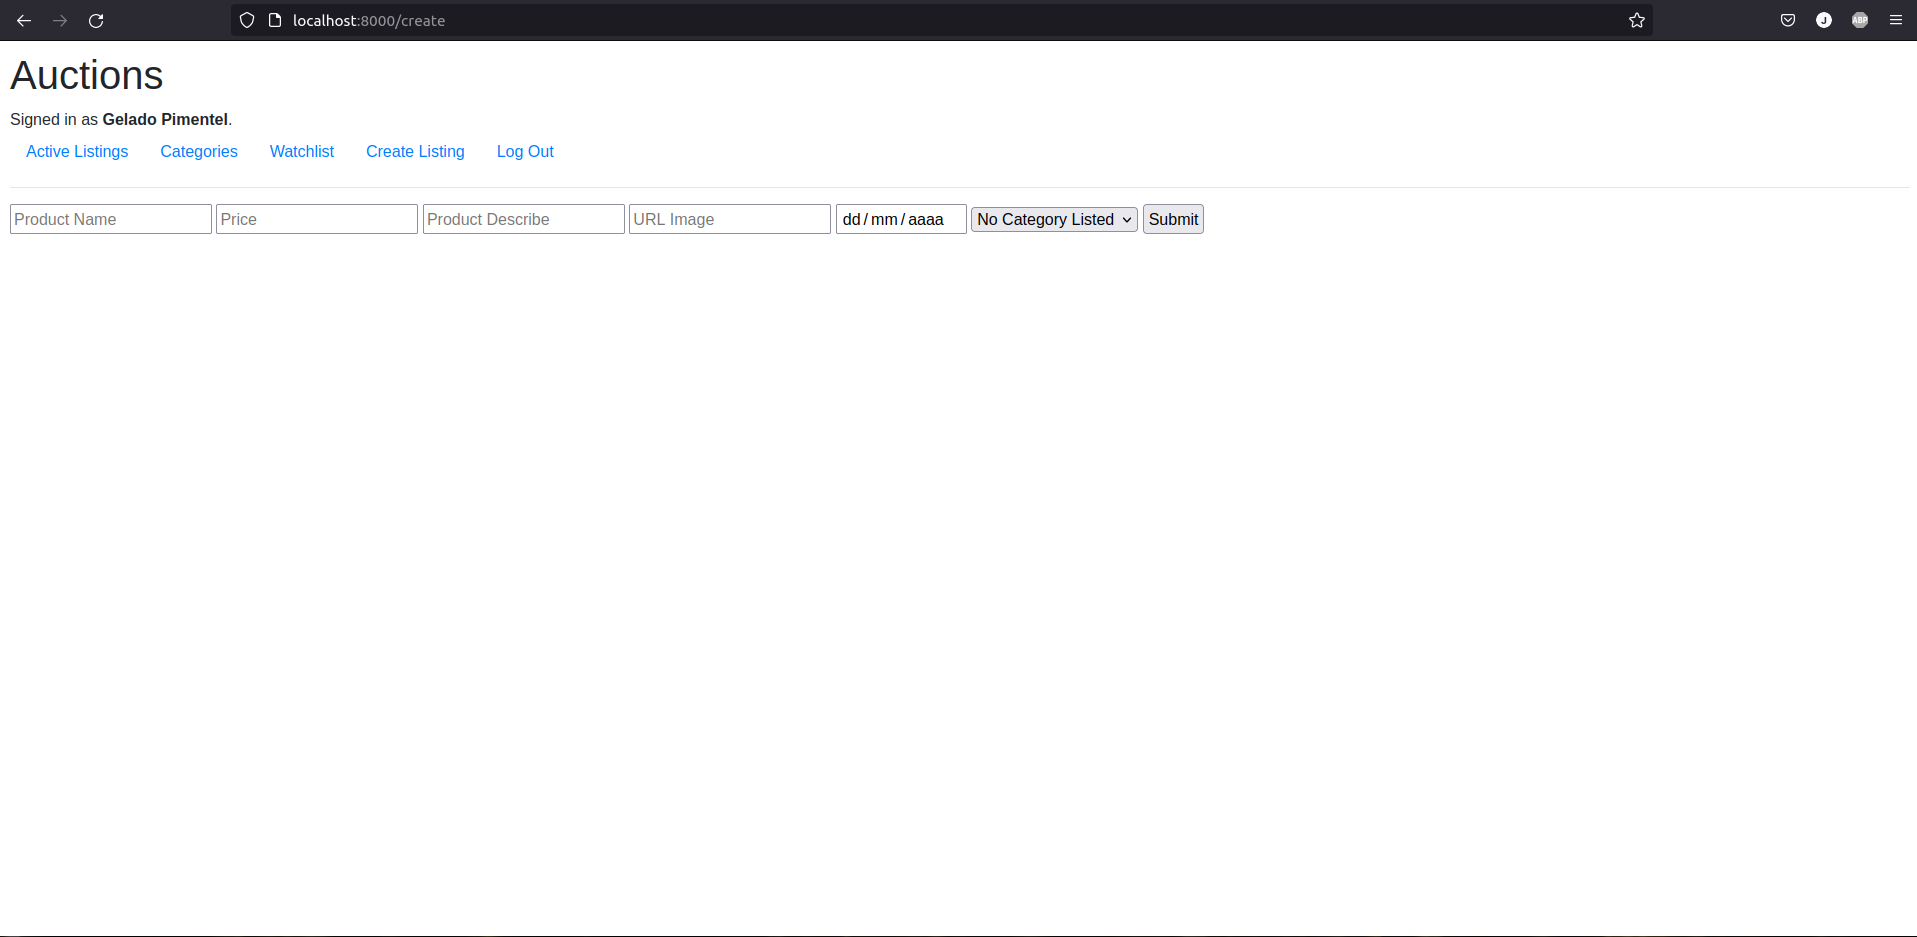 localhost:8000/create
J ABP
Auctions
Signed in as Gelado Pimentel.
Active Listings Categories Watchlist Create Listing Log Out
Product Name Price Product Describe URL Image dd/mm/aaaa No Category Listed Submit